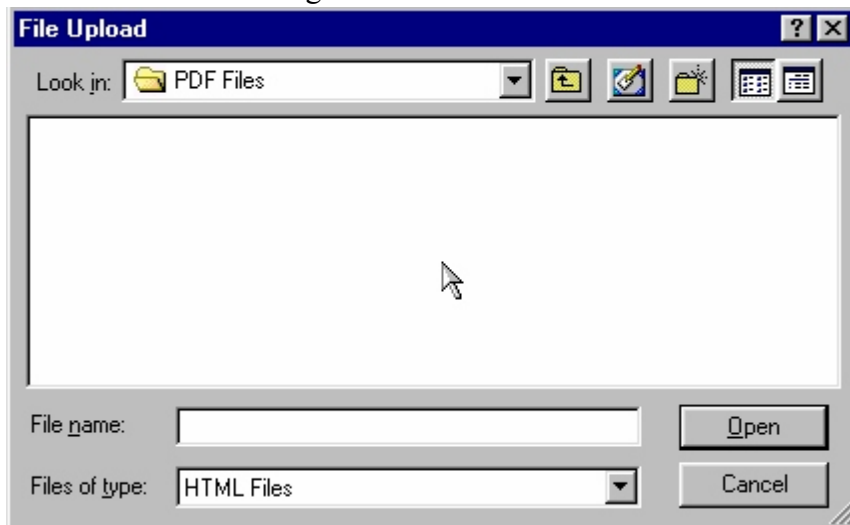 File Upload
Look in: PDF Files
File name:
Open
Files of type: HTML Files
Cancel